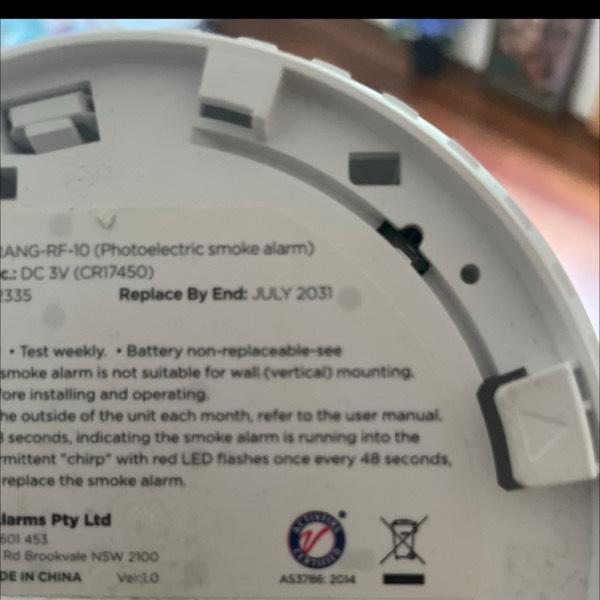 IANG-RF-10 (Photoelectric smoke alarm)
c.: DC 3V (CR17450)
2335 Replace By End: JULY 2031
• Test weekly. • Battery non-replaceable-see
smoke alarm is not suitable for wall (vertical) mounting.
fore installing and operating.
he outside of the unit each month, refer to the user manual.
8 seconds, indicating the smoke alarm is running into the
rmittent "chirp" with red LED flashes once every 48 seconds,
replace the smoke alarm.
larms Pty Ltd
601 453
Rd Brookvale NSW 2100
DE IN CHINA Ver:1.0
ACTIVFIRE
CERTIFIED
AS3786: 2014